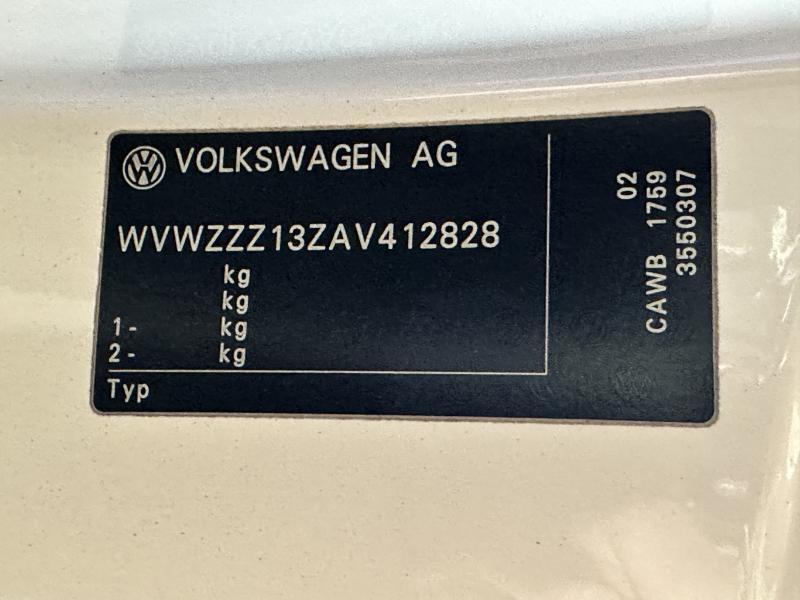 VOLKSWAGEN AG
WVWZZZ13ZAV412828
kg
kg
1- kg
2- kg
Typ
02
CAWB 1759
3550307